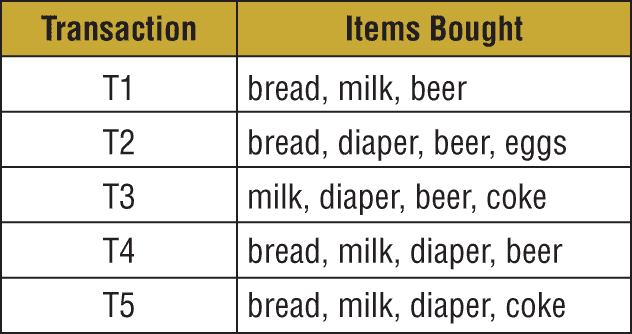 Transaction Items Bought
T1 bread, milk, beer
T2 bread, diaper, beer, eggs
T3 milk, diaper, beer, coke
T4 bread, milk, diaper, beer
T5 bread, milk, diaper, coke